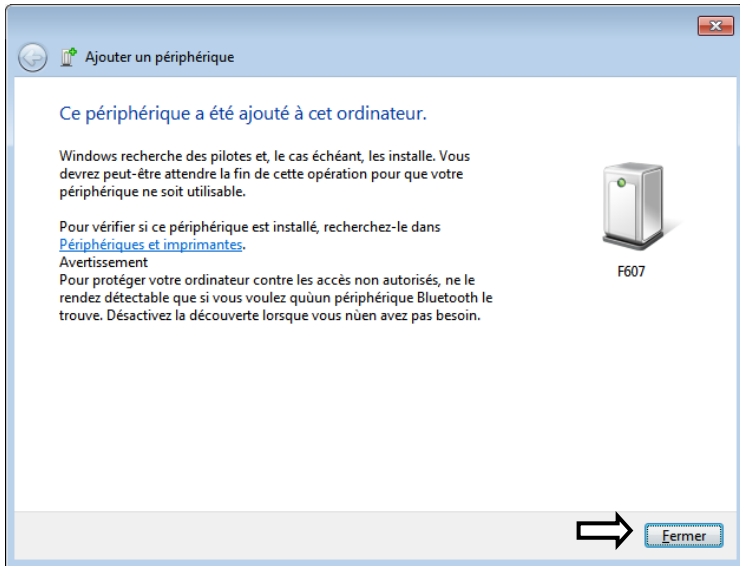 Ajouter un périphérique
Ce périphérique a été ajouté à cet ordinateur.
Windows recherche des pilotes et, le cas échéant, les installe. Vous
devrez peut-être attendre la fin de cette opération pour que votre
périphérique ne soit utilisable.
Pour vérifier si ce périphérique est installé, recherchez-le dans
Périphériques et imprimantes.
Avertissement
Pour protéger votre ordinateur contre les accès non autorisés, ne le
rendez détectable que si vous voulez quùun périphérique Bluetooth le
trouve. Désactivez la découverte lorsque vous nùen avez pas besoin.
F607
Fermer